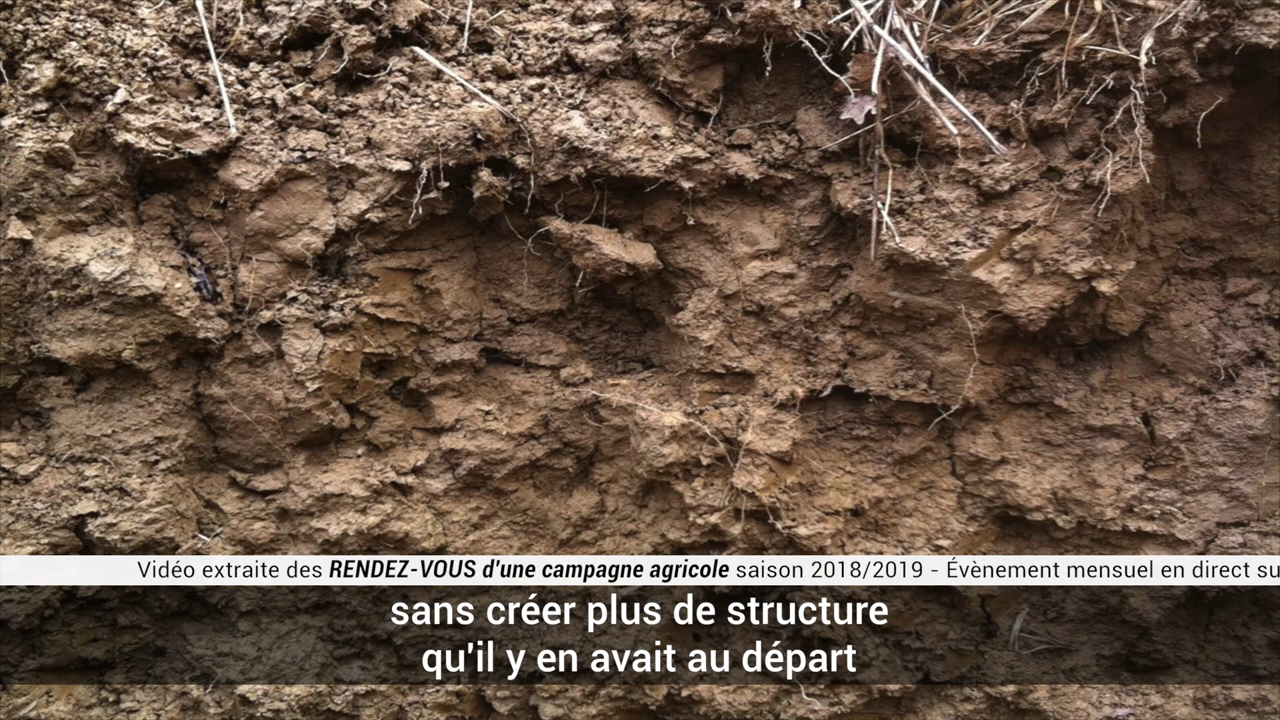 Vidéo extraite des RENDEZ-VOUS d'une campagne agricole saison 2018/2019 - Évènement mensuel en direct su
sans créer plus de structure
qu'il y en avait au départ